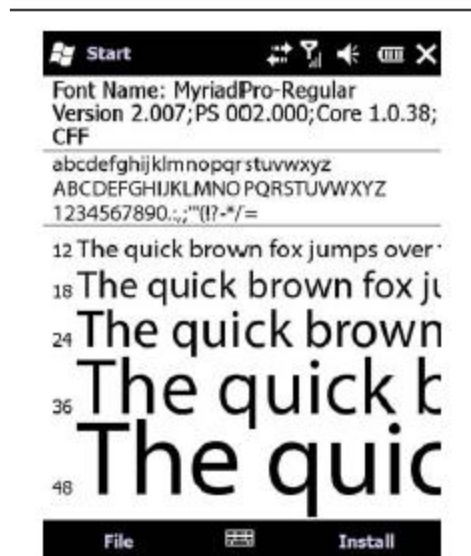 Start
Font Name: MyriadPro-Regular
Version 2.007;PS 002.000;Core 1.0.38;
CFF
abcdefghijklmnopqrstuvwxyz
ABCDEFGHIJKLMNOPQRSTUVWXYZ
1234567890.:,;'"(!?-*/=
12 The quick brown fox jumps over
18 The quick brown fox ju
24 The quick brown
36 The quick b
48 The quic
File Install